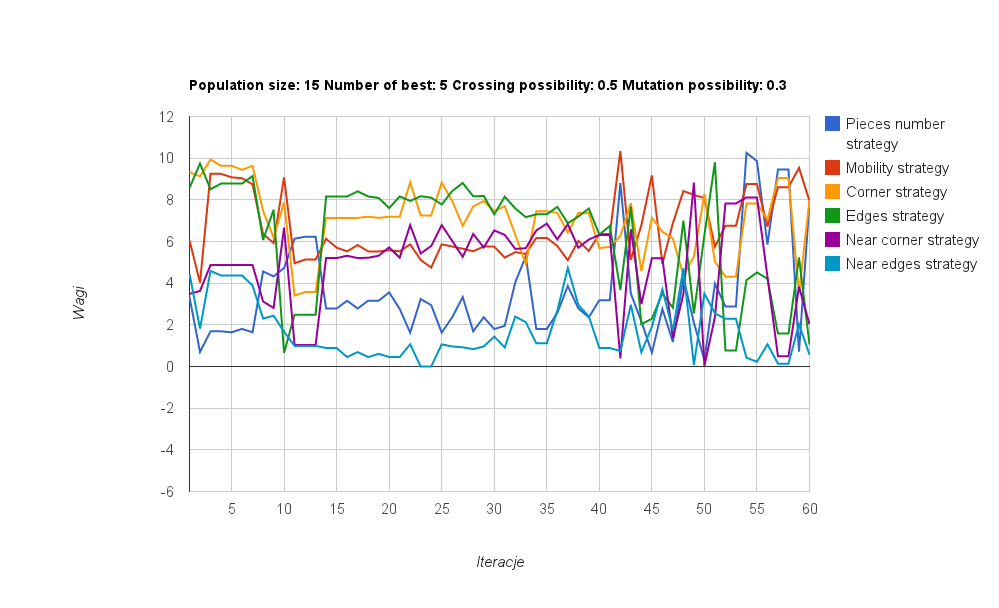 Population size: 15 Number of best: 5 Crossing possibility: 0.5 Mutation possibility: 0.3
12
10
8
6
4
2
0
-2
-4
-6
Wagi
5 10 15 20 25 30 35 40 45 50 55 60
Iteracje
Pieces number
strategy
Mobility strategy
Corner strategy
Edges strategy
Near corner strategy
Near edges strategy